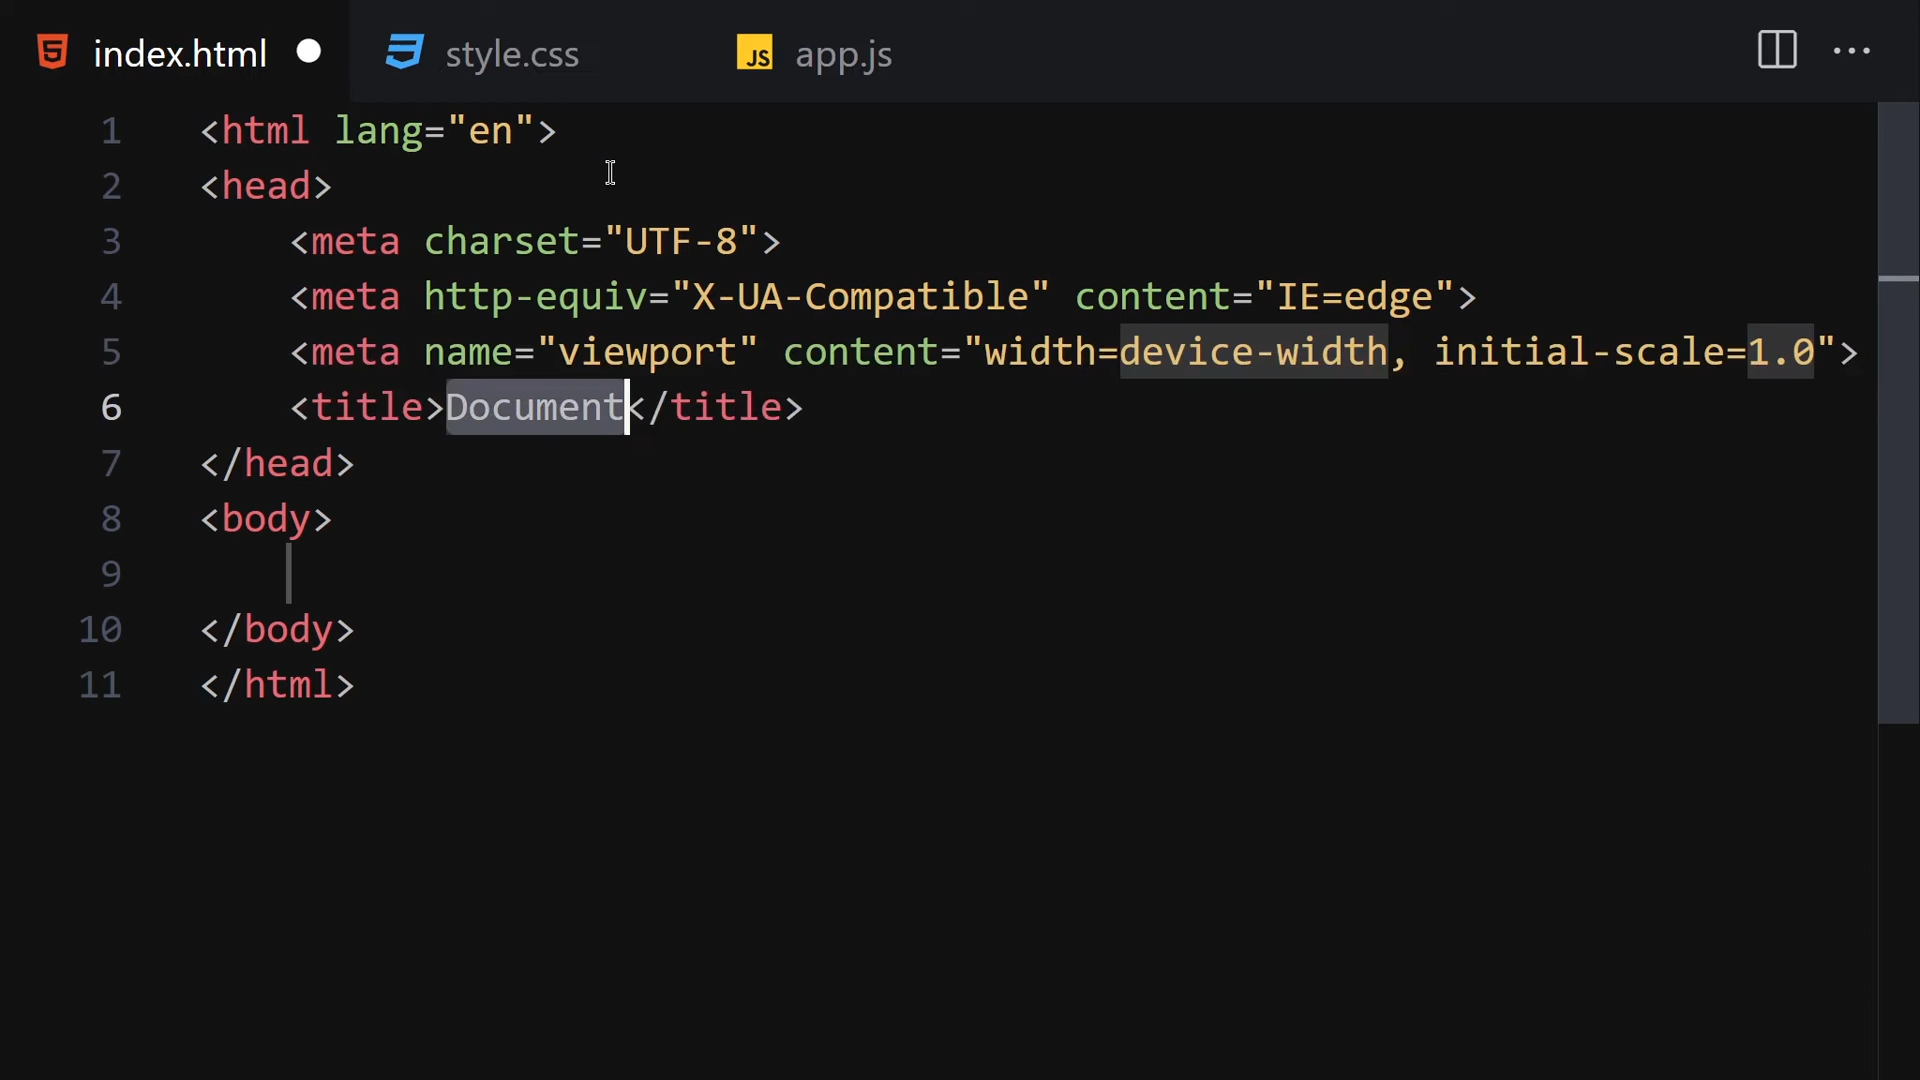 index.html style.css JS app.js
1 <html lang="en">
2 <head>
3 <meta charset="UTF-8">
4 <meta http-equiv="X-UA-Compatible" content="IE=edge">
5 <meta name="viewport" content="width=device-width, initial-scale=1.0">
6 <title>Document</title>
7 </head>
8 <body>
9
10 </body>
11 </html>